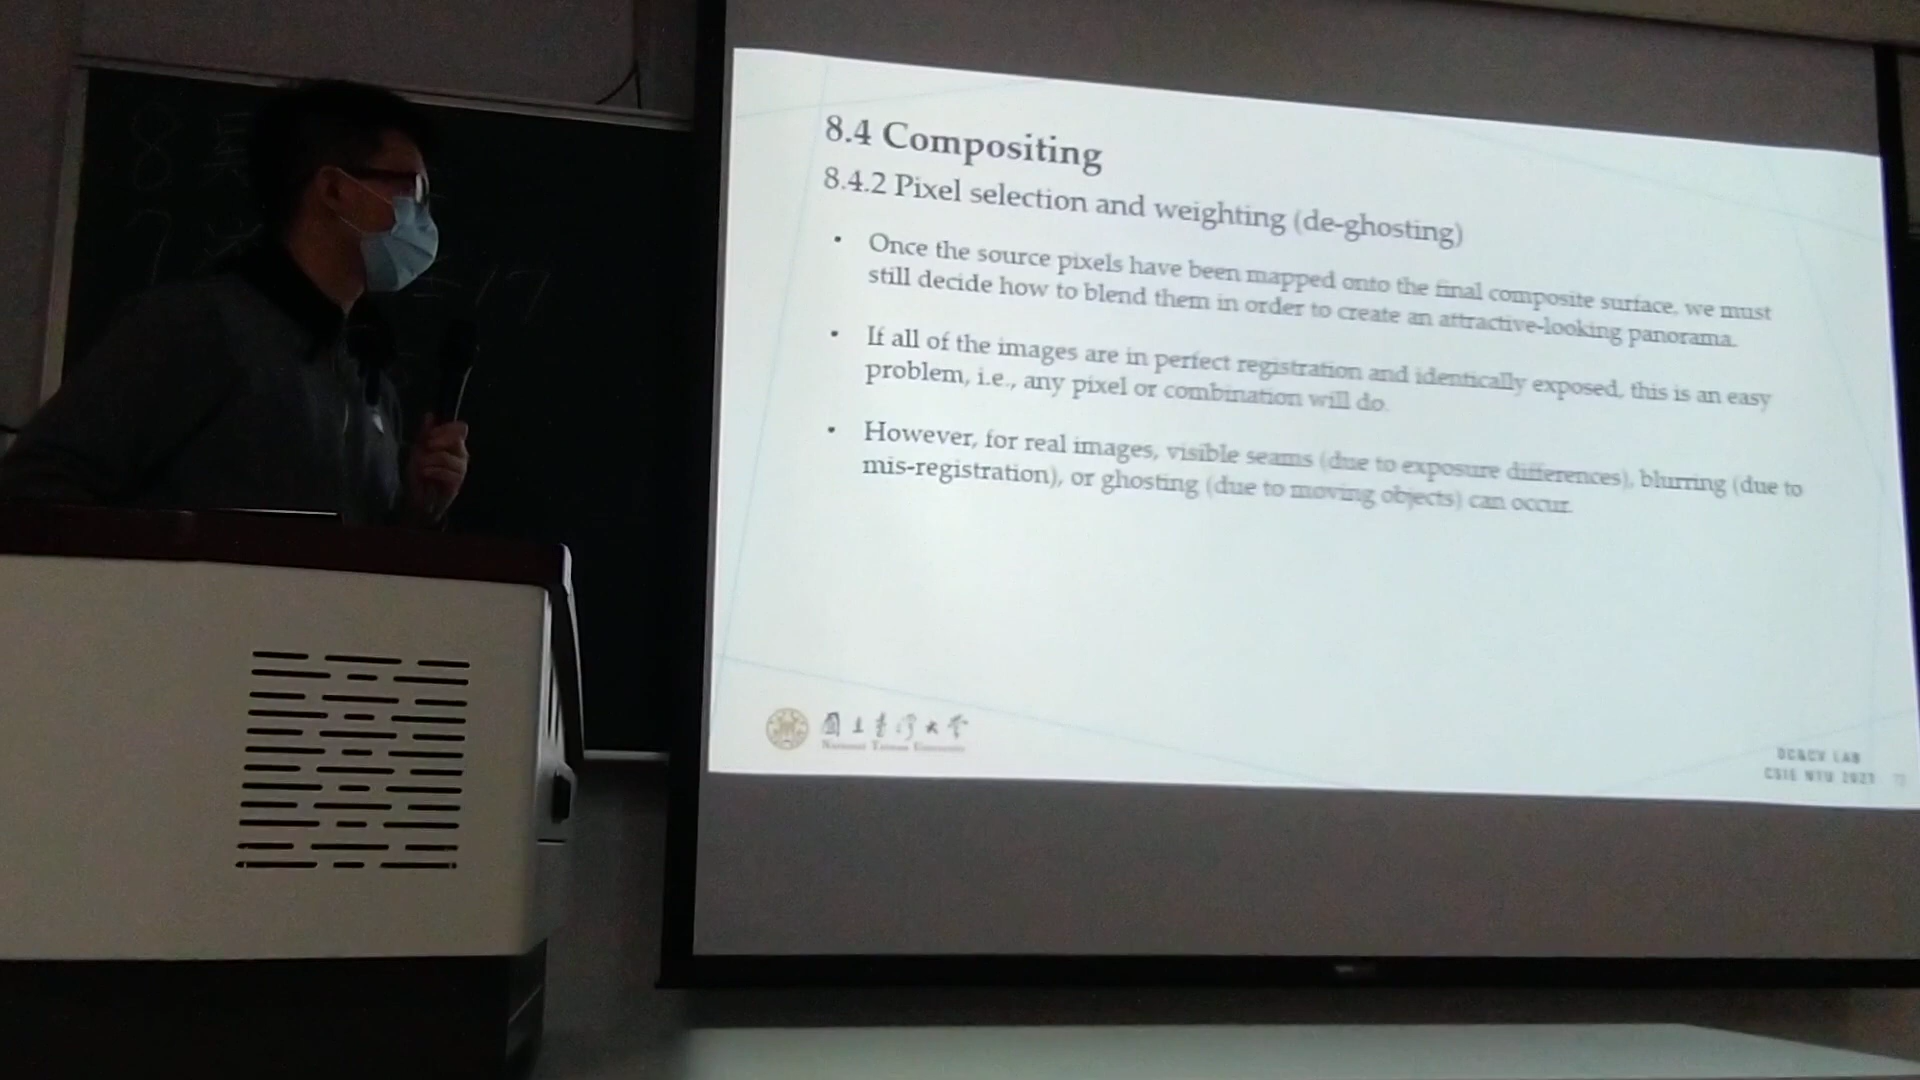 8.4 Compositing
8.4.2 Pixel selection and weighting (de-ghosting)
• Once the source pixels have been mapped onto the final composite surface, we must
still decide how to blend them in order to create an attractive-looking panorama.
• If all of the images are in perfect registration and identically exposed, this is an easy
problem, i.e., any pixel or combination will do.
• However, for real images, visible seams (due to exposure differences), blurring (due to
mis-registration), or ghosting (due to moving objects) can occur.
國立臺灣大學
National Taiwan University
DC&CV LAB
CSIE NTU 2021